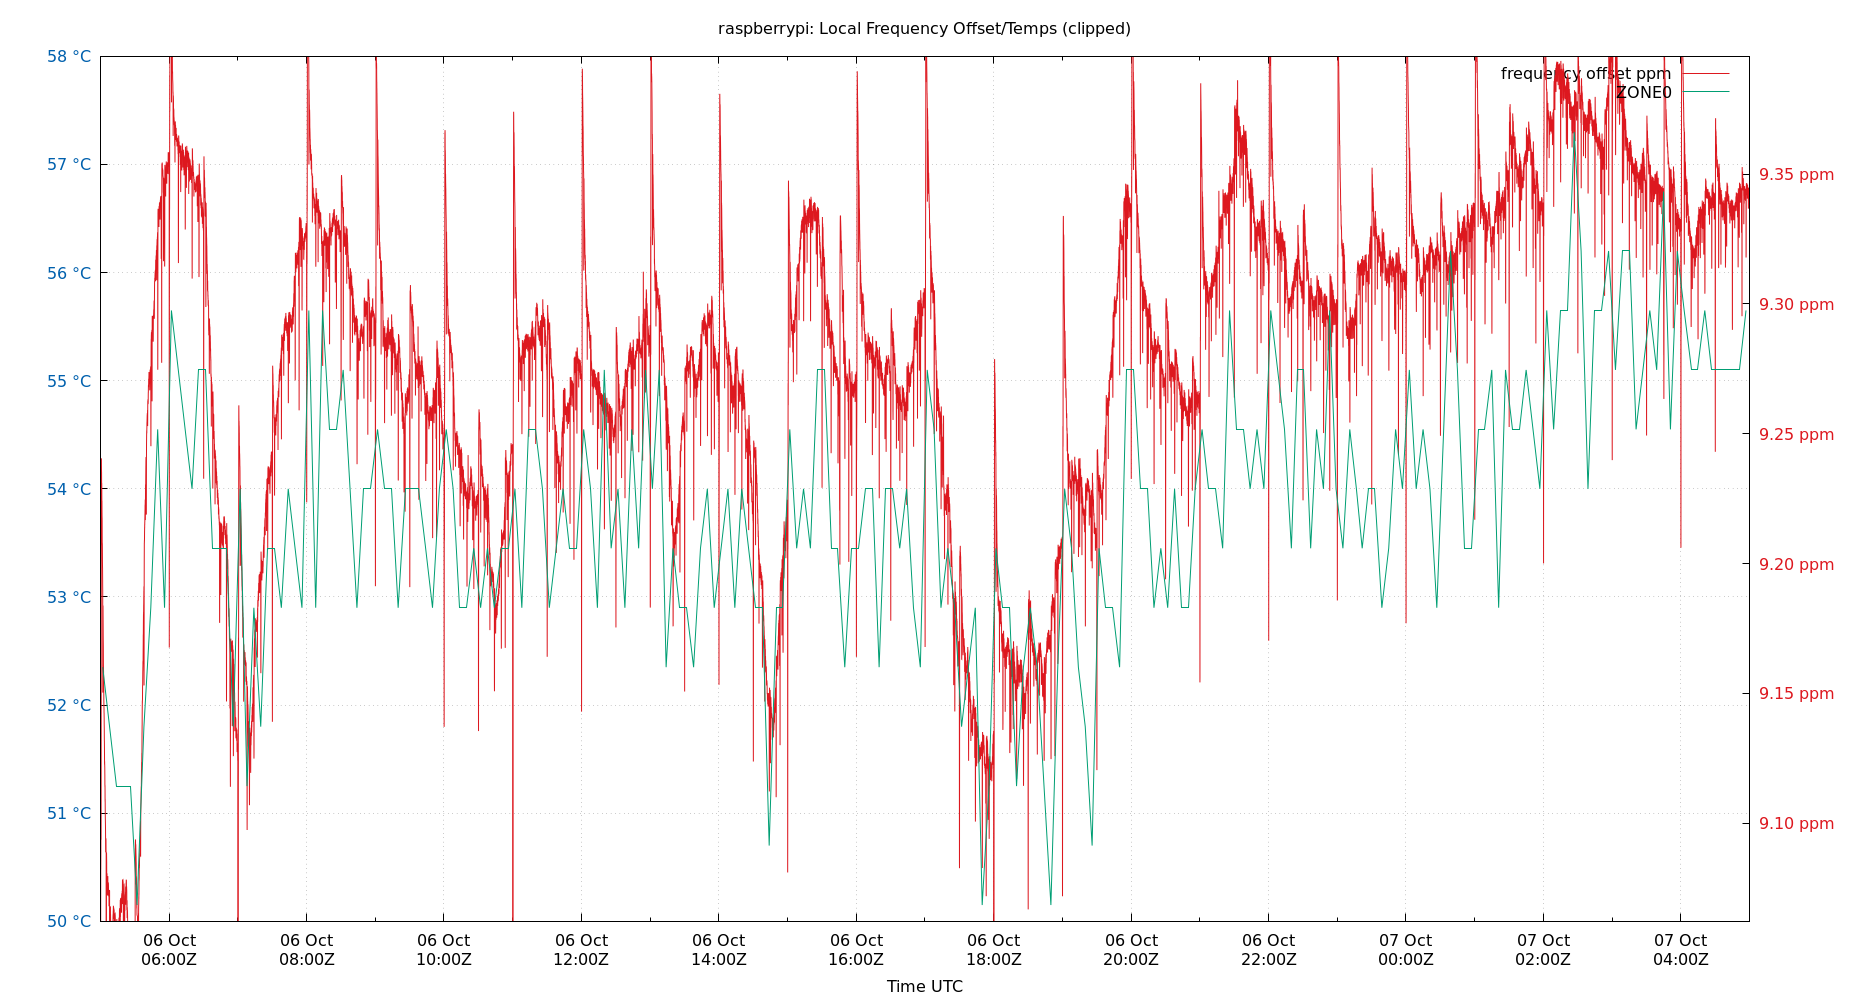 raspberrypi: Local Frequency Offset/Temps (clipped)
58 °C
57 °C
56 °C
55 °C
54 °C
53 °C
52 °C
51 °C
50 °C
frequency offset ppm
ZONE0
9.35 ppm
9.30 ppm
9.25 ppm
9.20 ppm
9.15 ppm
9.10 ppm
06 Oct 06 Oct 06 Oct 06 Oct 06 Oct 06 Oct 06 Oct 06 Oct 06 Oct 07 Oct 07 Oct 07 Oct
06:00Z 08:00Z 10:00Z 12:00Z 14:00Z 16:00Z 18:00Z 20:00Z 22:00Z 00:00Z 02:00Z 04:00Z
Time UTC